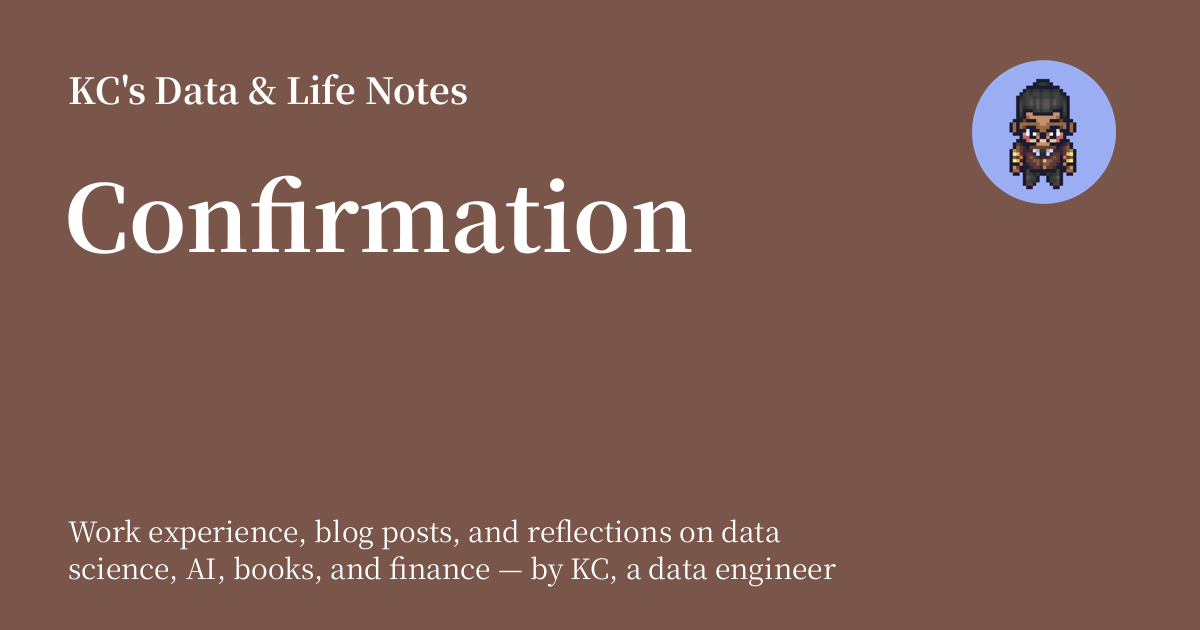 KC's Data & Life Notes
Confirmation
Work experience, blog posts, and reflections on data
science, AI, books, and finance — by KC, a data engineer